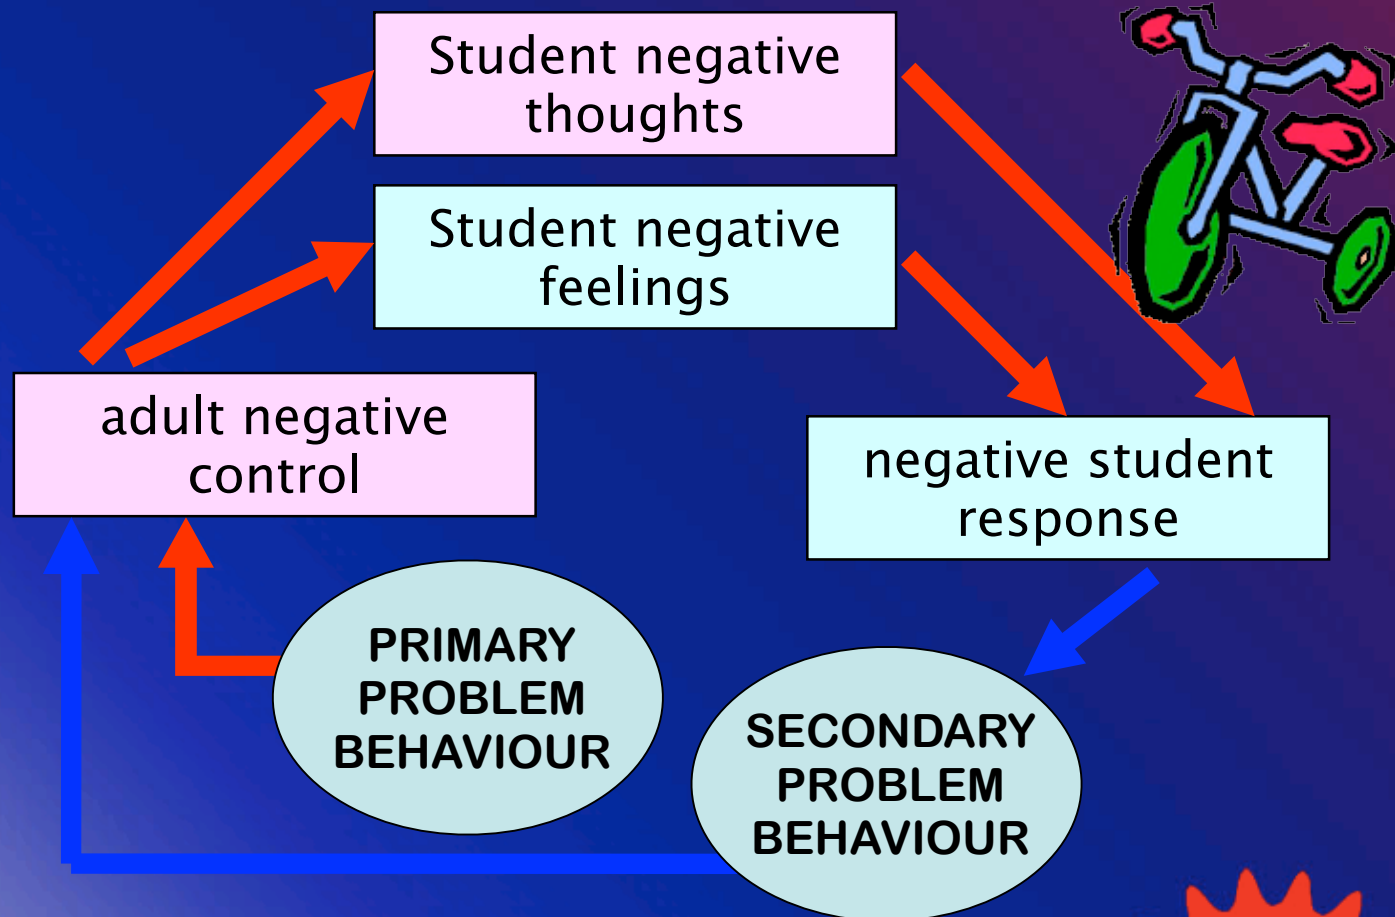 Student negative
thoughts
Student negative
feelings
adult negative
control
negative student
response
PRIMARY
PROBLEM
BEHAVIOUR
SECONDARY
PROBLEM
BEHAVIOUR